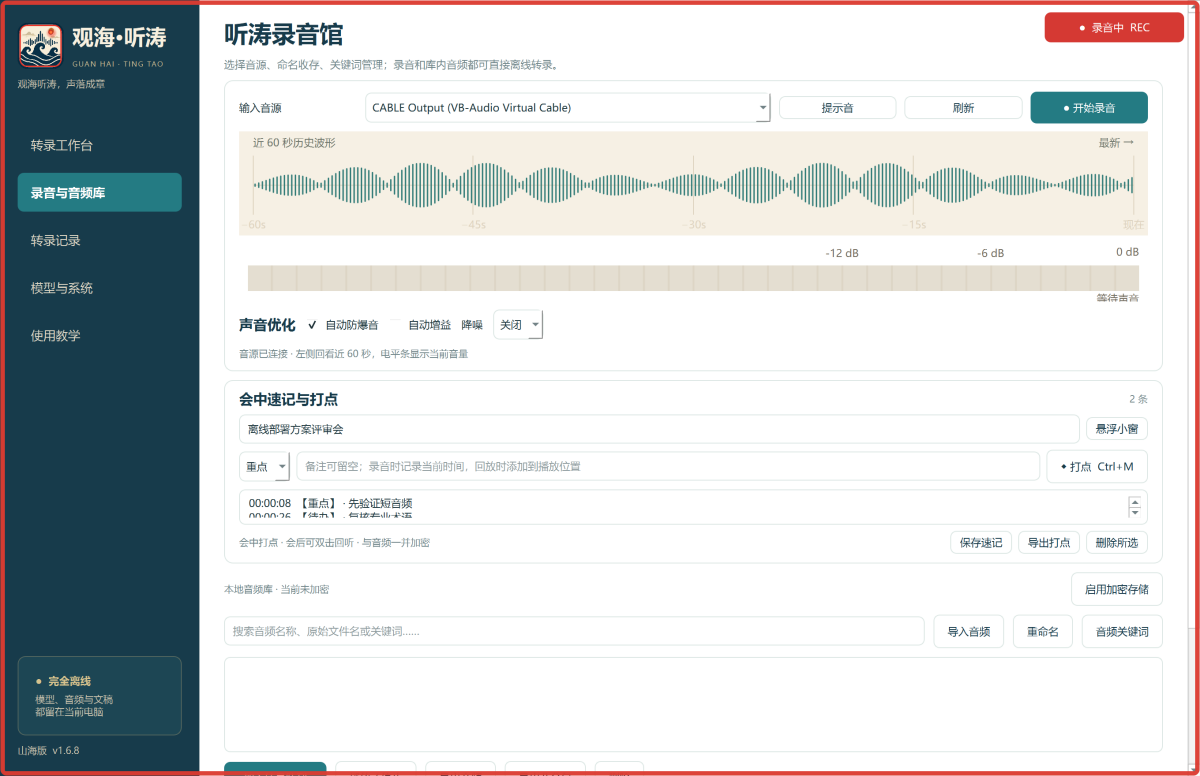 观海·听涛
GUAN HAI · TING TAO
观海听涛，声落成章
转录工作台
录音与音频库
转录记录
模型与系统
使用教学
● 完全离线
模型、音频与文稿
都留在当前电脑
山海版 v1.6.8
听涛录音馆
● 录音中 REC
选择音源、命名收存、关键词管理；录音和库内音频都可直接离线转录。
输入音源
CABLE Output (VB-Audio Virtual Cable)
提示音
刷新
● 开始录音
近 60 秒历史波形
最新 →
-60s
-45s
-30s
-15s
现在
-12 dB
-6 dB
0 dB
等待声音
声音优化
✓ 自动防爆音
自动增益
降噪
关闭
音源已连接 · 左侧回看近 60 秒，电平条显示当前音量
会中速记与打点
2 条
离线部署方案评审会
悬浮小窗
重点
备注可留空；录音时记录当前时间，回放时添加到播放位置
◆ 打点 Ctrl+M
00:00:08 【重点】 · 先验证短音频
00:00:26 【待办】 · 复核专业术语
会中打点 · 会后可双击回听 · 与音频一并加密
保存速记
导出打点
删除所选
本地音频库 · 当前未加密
启用加密存储
搜索音频名称、原始文件名或关键词……
导入音频
重命名
音频关键词